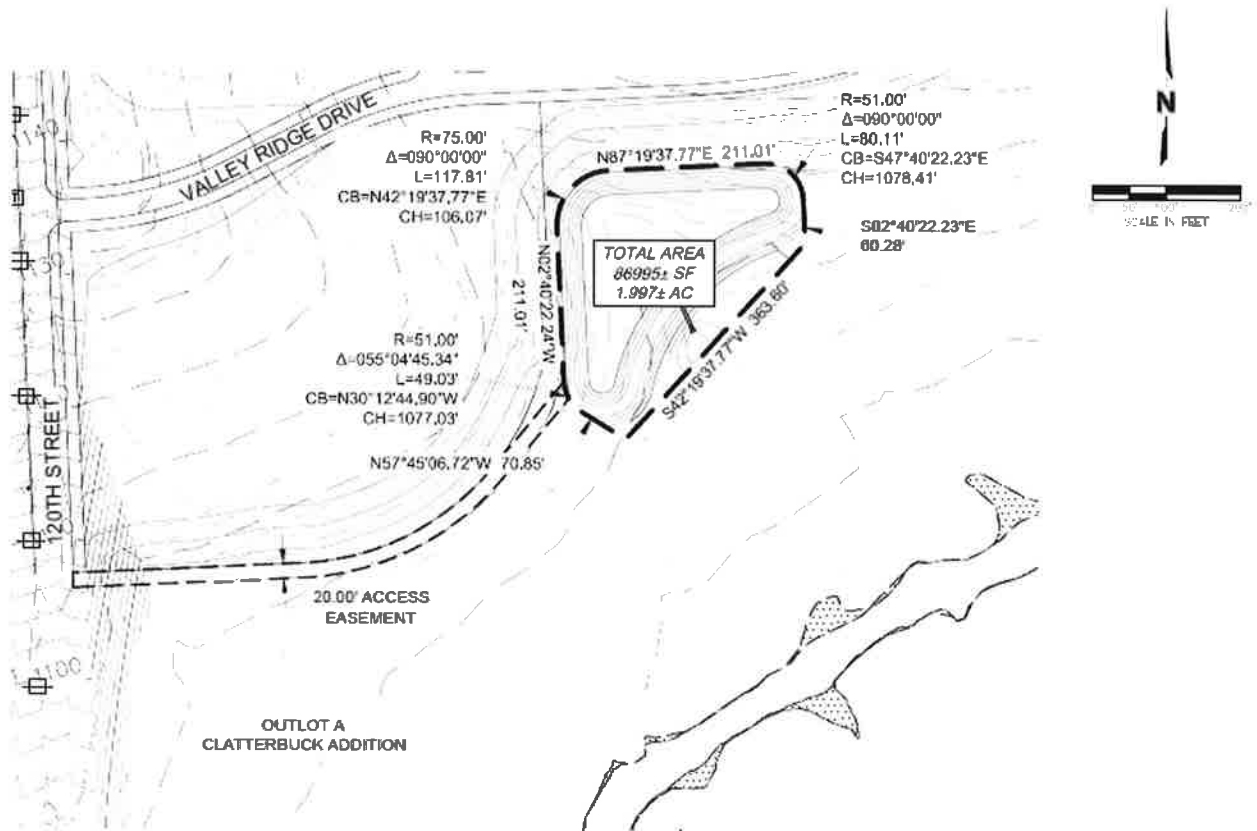 N
SCALE IN FEET
VALLEY RIDGE DRIVE
R=75.00'
Δ=090°00'00"
L=117.81'
CB=N42°19'37.77"E
CH=106.07'
N87°19'37.77"E 211.01'
R=51.00'
Δ=090°00'00"
L=80.11'
CB=S47°40'22.23"E
CH=1078.41'
S02°40'22.23"E
60.28'
TOTAL AREA
86995± SF
1.997± AC
N02°40'22.24"W
211.01'
S42°19'37.77"W 363.60'
R=51.00'
Δ=055°04'45.34"
L=49.03'
CB=N30°12'44.90"W
CH=1077.03'
N57°45'06.72"W 70.85'
120TH STREET
20.00' ACCESS
EASEMENT
1100
OUTLOT A
CLATTERBUCK ADDITION